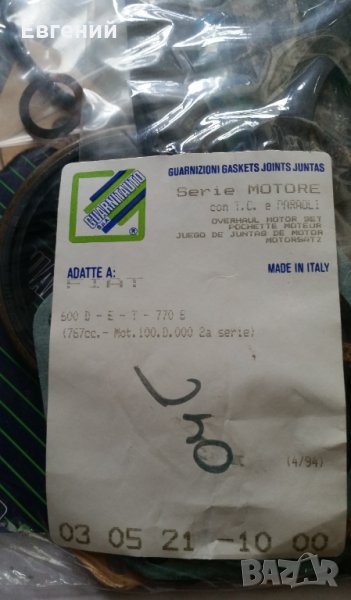 Евгений
GUARNIZIONI GASKETS JOINTS JUNTAS
Serie MOTORE
con T.C. e PARAOLI
OVERHAUL MOTOR SET
POCHETTE MOTEUR
JUEGO DE JUNTAS DE MOTOR
MOTORSATZ
GUARNIMOMO
ADATTE A:
MADE IN ITALY
FIAT
600 D - E - T - 770 S
(767cc.- Mot.100.D.000 2a serie)
(4/94)
03 05 21 -10 00
BAZAR